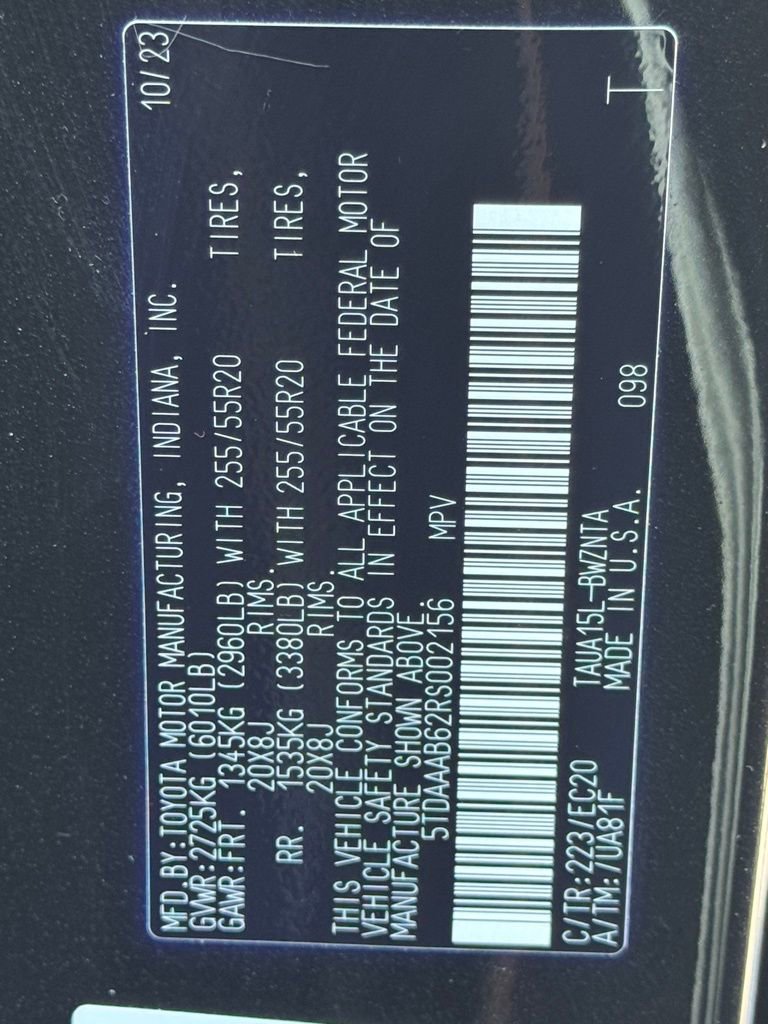 MFD.BY:TOYOTA MOTOR MANUFACTURING, INDIANA, INC. 10/23
GVWR:2725KG (6010LB)
GAWR:FRT. 1345KG (2960LB) WITH 255/55R20 TIRES,
20X8J RIMS.
RR. 1535KG (3380LB) WITH 255/55R20 TIRES,
20X8J RIMS.
THIS VEHICLE CONFORMS TO ALL APPLICABLE FEDERAL MOTOR
VEHICLE SAFETY STANDARDS IN EFFECT ON THE DATE OF
MANUFACTURE SHOWN ABOVE.
5TDAAAB62RS002156 MPV
C/TR:223/EC20 TAUA15L-BWZNTA
A/TM:/UA81F MADE IN U.S.A. 098 T